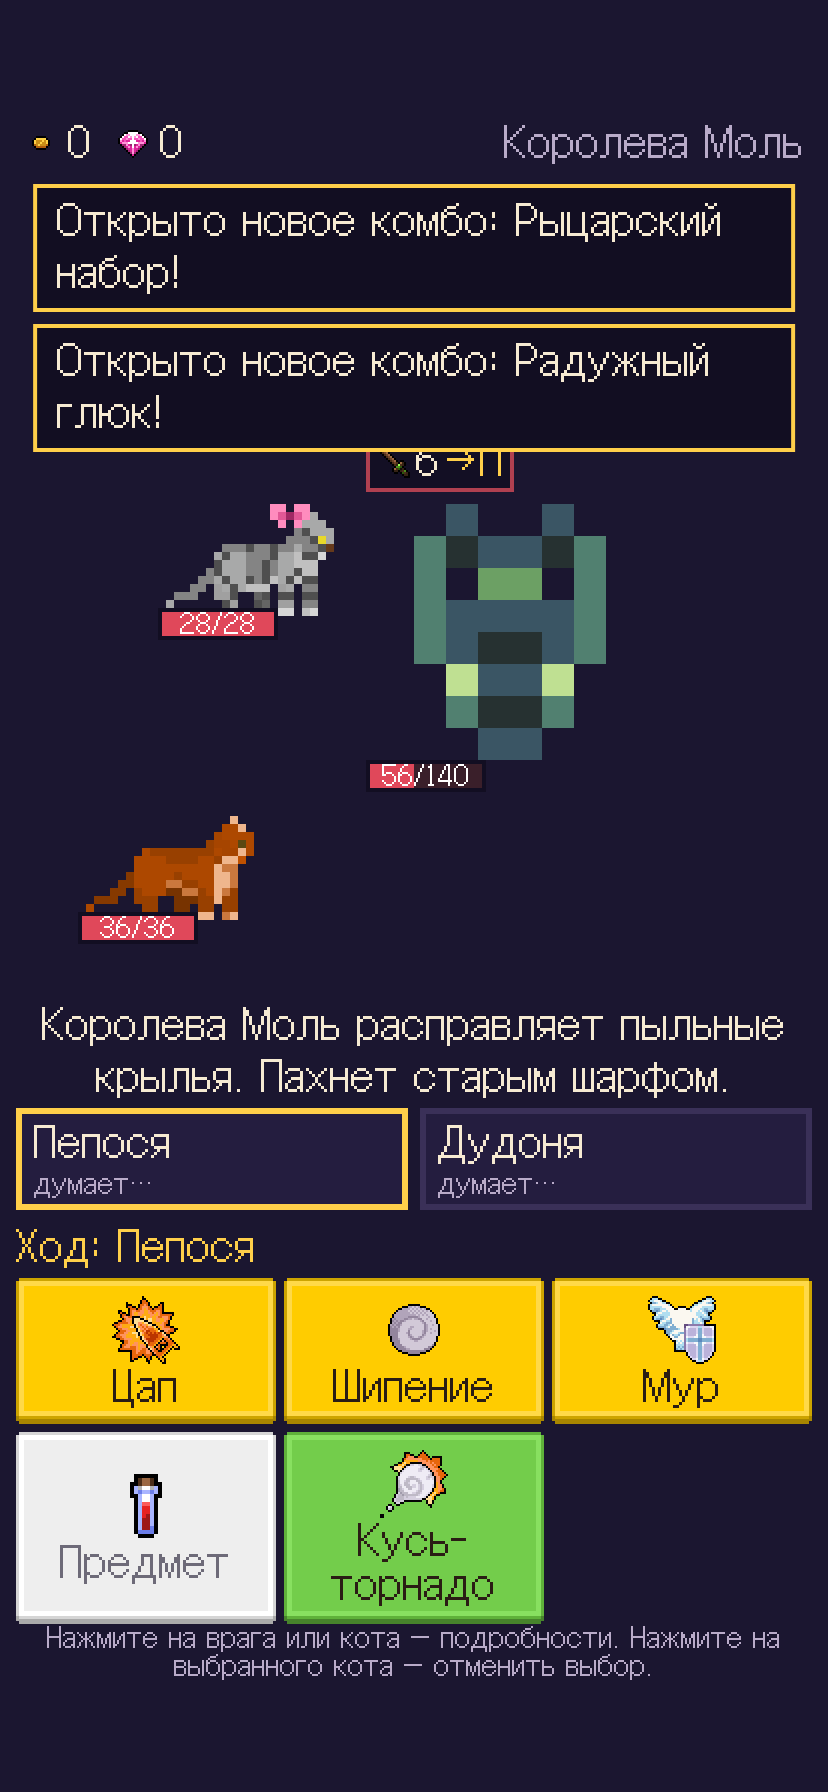 0 0 Королева Моль
Открыто новое комбо: Рыцарский
набор!
Открыто новое комбо: Радужный
глюк!
6 →П
28/28
56/140
36/36
Королева Моль расправляет пыльные
крылья. Пахнет старым шарфом.
Пепося
думает...
Дудоня
думает...
Ход: Пепося
Цап
Шипение
Мур
Предмет
Кусь-
торнадо
Нажмите на врага или кота — подробности. Нажмите на
выбранного кота — отменить выбор.